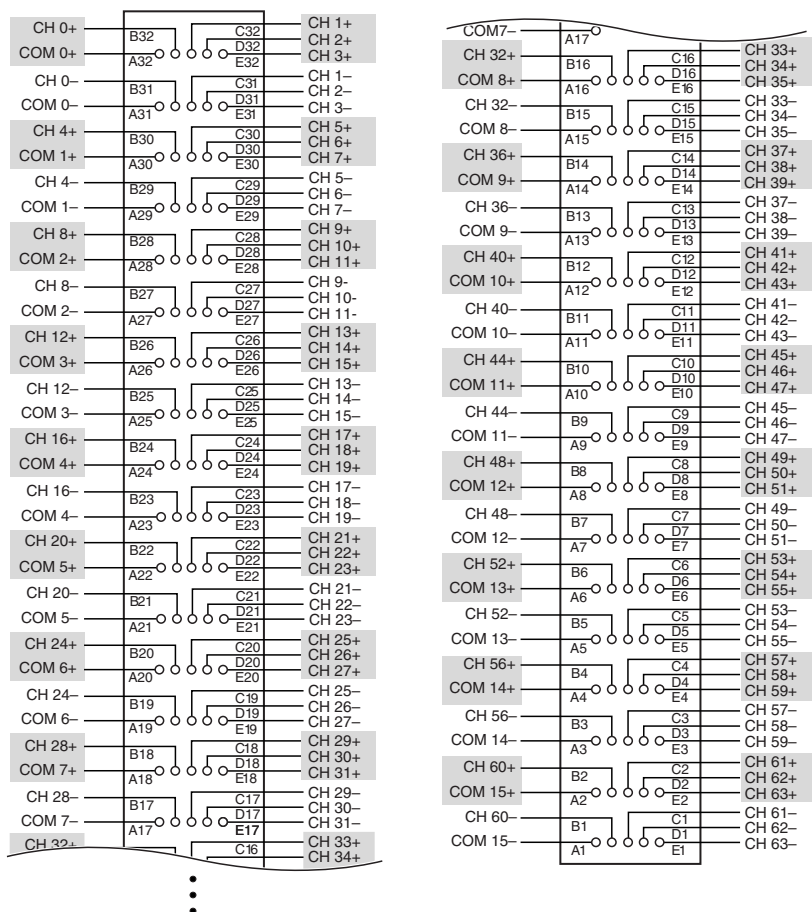 CH 0+ B32 C32 CH 1+
D32 CH 2+
COM 0+ A32 E32 CH 3+
CH 0– B31 C31 CH 1–
D31 CH 2–
COM 0– A31 E31 CH 3–
CH 4+ B30 C30 CH 5+
D30 CH 6+
COM 1+ A30 E30 CH 7+
CH 4– B29 C29 CH 5–
D29 CH 6–
COM 1– A29 E29 CH 7–
CH 8+ B28 C28 CH 9+
D28 CH 10+
COM 2+ A28 E28 CH 11+
CH 8– B27 C27 CH 9-
D27 CH 10-
COM 2– A27 E27 CH 11-
CH 12+ B26 C26 CH 13+
D26 CH 14+
COM 3+ A26 E26 CH 15+
CH 12– B25 C25 CH 13–
D25 CH 14–
COM 3– A25 E25 CH 15–
CH 16+ B24 C24 CH 17+
D24 CH 18+
COM 4+ A24 E24 CH 19+
CH 16– B23 C23 CH 17–
D23 CH 18–
COM 4– A23 E23 CH 19–
CH 20+ B22 C22 CH 21+
D22 CH 22+
COM 5+ A22 E22 CH 23+
CH 20– B21 C21 CH 21–
D21 CH 22–
COM 5– A21 E21 CH 23–
CH 24+ B20 C20 CH 25+
D20 CH 26+
COM 6+ A20 E20 CH 27+
CH 24– B19 C19 CH 25–
D19 CH 26–
COM 6– A19 E19 CH 27–
CH 28+ B18 C18 CH 29+
D18 CH 30+
COM 7+ A18 E18 CH 31+
CH 28– B17 C17 CH 29–
D17 CH 30–
COM 7– A17 E17 CH 31–
CH 32+ C16 CH 33+
CH 34+
COM7– A17
CH 32+ B16 C16 CH 33+
D16 CH 34+
COM 8+ A16 E16 CH 35+
CH 32– B15 C15 CH 33–
D15 CH 34–
COM 8– A15 E15 CH 35–
CH 36+ B14 C14 CH 37+
D14 CH 38+
COM 9+ A14 E14 CH 39+
CH 36– B13 C13 CH 37–
D13 CH 38–
COM 9– A13 E13 CH 39–
CH 40+ B12 C12 CH 41+
D12 CH 42+
COM 10+ A12 E12 CH 43+
CH 40– B11 C11 CH 41–
D11 CH 42–
COM 10– A11 E11 CH 43–
CH 44+ B10 C10 CH 45+
D10 CH 46+
COM 11+ A10 E10 CH 47+
CH 44– B9 C9 CH 45–
D9 CH 46–
COM 11– A9 E9 CH 47–
CH 48+ B8 C8 CH 49+
D8 CH 50+
COM 12+ A8 E8 CH 51+
CH 48– B7 C7 CH 49–
D7 CH 50–
COM 12– A7 E7 CH 51–
CH 52+ B6 C6 CH 53+
D6 CH 54+
COM 13+ A6 E6 CH 55+
CH 52– B5 C5 CH 53–
D5 CH 54–
COM 13– A5 E5 CH 55–
CH 56+ B4 C4 CH 57+
D4 CH 58+
COM 14+ A4 E4 CH 59+
CH 56– B3 C3 CH 57–
D3 CH 58–
COM 14– A3 E3 CH 59–
CH 60+ B2 C2 CH 61+
D2 CH 62+
COM 15+ A2 E2 CH 63+
CH 60– B1 C1 CH 61–
D1 CH 62–
COM 15– A1 E1 CH 63–